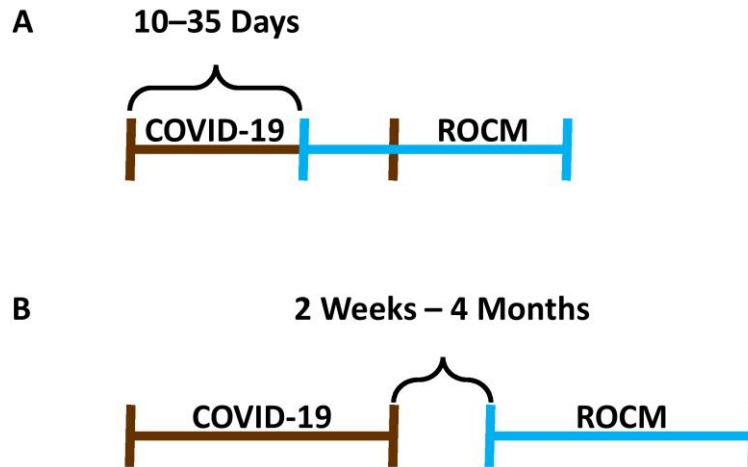 A
10–35 Days
COVID-19
ROCM
B
2 Weeks – 4 Months
COVID-19
ROCM